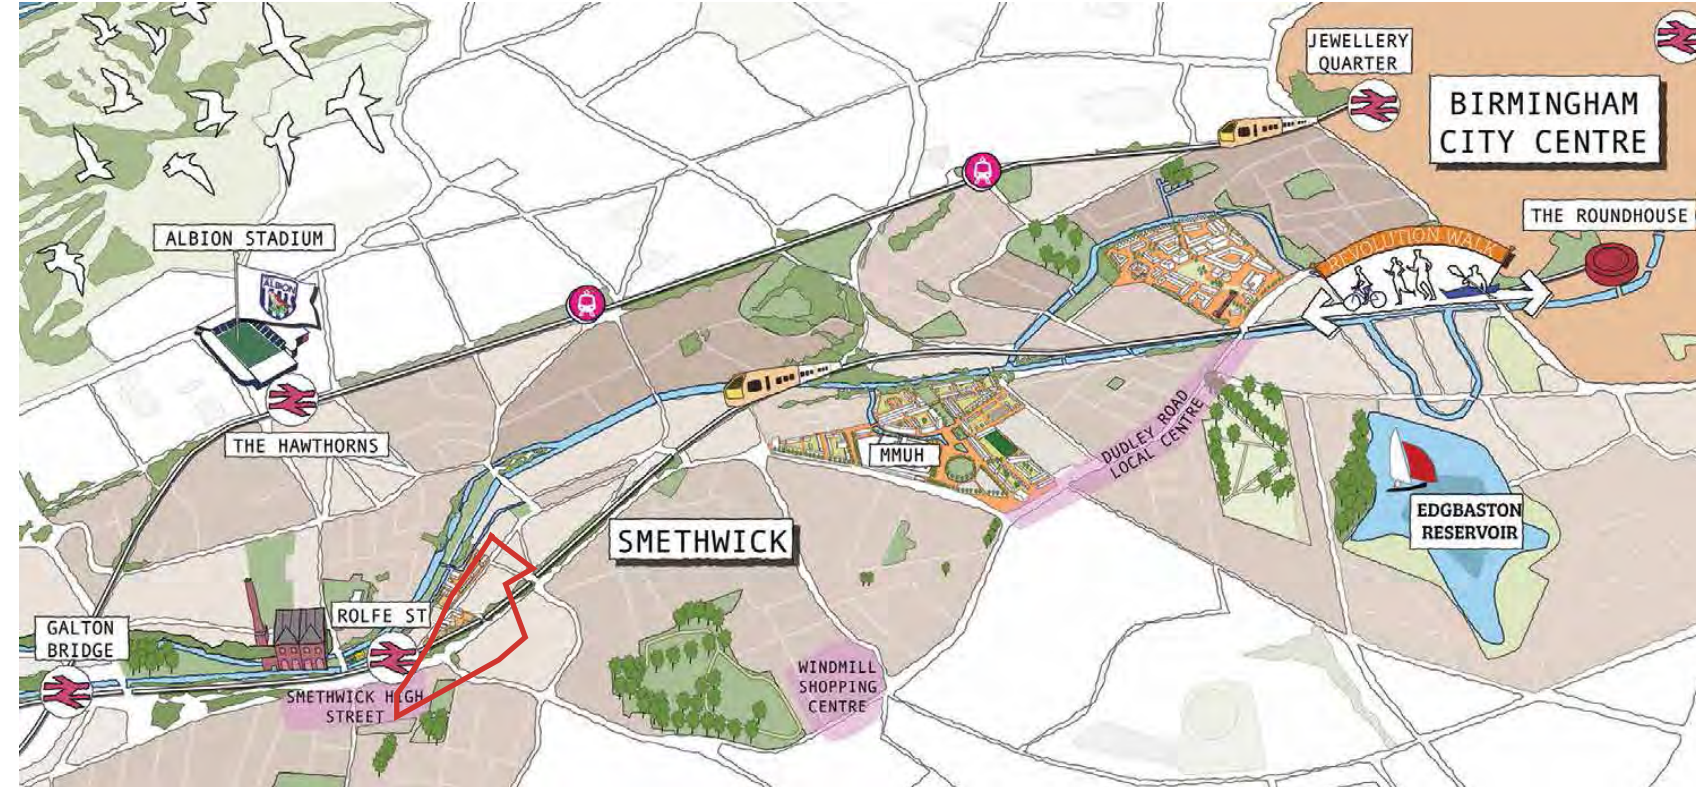 JEWELLERY
QUARTER
BIRMINGHAM
CITY CENTRE
THE ROUNDHOUSE
ALBION STADIUM
ALBION
REVOLUTION WALK
THE HAWTHORNS
DUDLEY ROAD
LOCAL CENTRE
MMUH
EDGBASTON
RESERVOIR
SMETHWICK
ROLFE ST
GALTON
BRIDGE
SMETHWICK HIGH
STREET
WINDMILL
SHOPPING
CENTRE